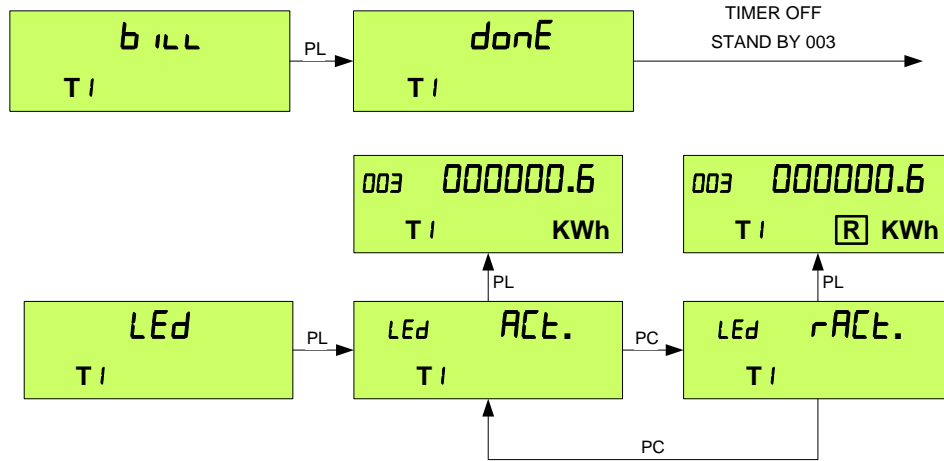 bill
T1
PL
donE
T1
TIMER OFF
STAND BY 003
003 000000.6
T1 KWh
003 000000.6
T1 R KWh
PL
PL
LEd
T1
PL
LEd ACt.
T1
PC
LEd rACt.
T1
PC